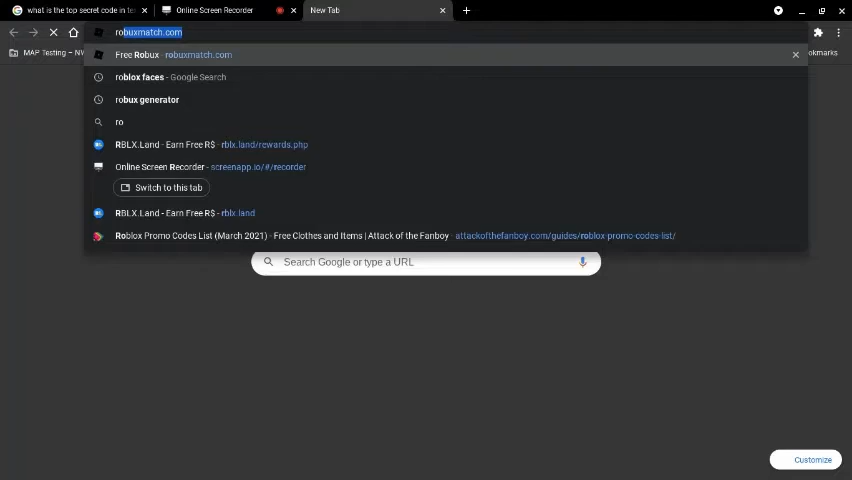 what is the top secret code in te
Online Screen Recorder
New Tab
robuxmatch.com
MAP Testing – NW
okmarks
Free Robux - robuxmatch.com
roblox faces - Google Search
robux generator
ro
RBLX.Land - Earn Free R$ - rblx.land/rewards.php
Online Screen Recorder - screenapp.io/#/recorder
Switch to this tab
RBLX.Land - Earn Free R$ - rblx.land
Roblox Promo Codes List (March 2021) - Free Clothes and Items | Attack of the Fanboy - attackofthefanboy.com/guides/roblox-promo-codes-list/
Search Google or type a URL
Customize